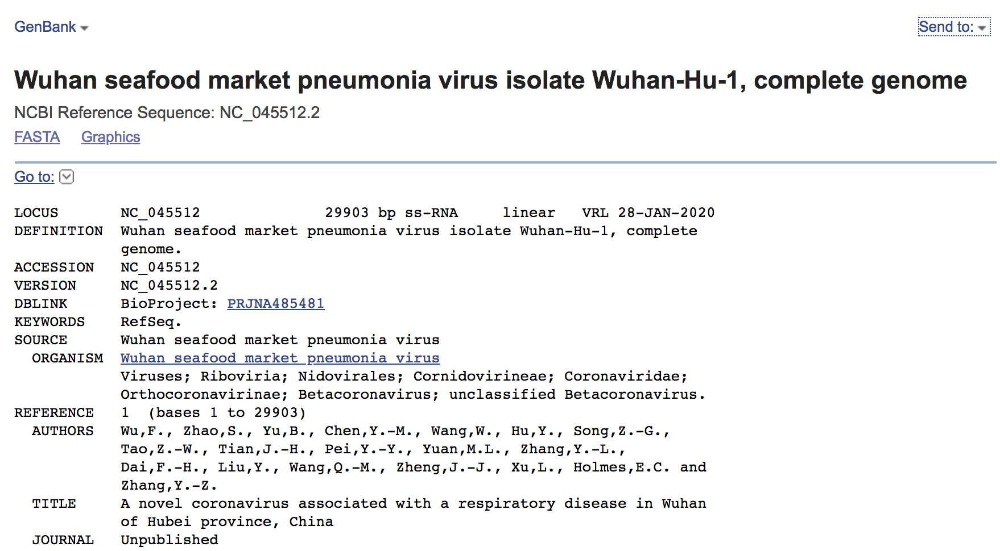 GenBank
Send to:
Wuhan seafood market pneumonia virus isolate Wuhan-Hu-1, complete genome
NCBI Reference Sequence: NC_045512.2
FASTA Graphics
Go to:
LOCUS NC_045512 29903 bp ss-RNA linear VRL 28-JAN-2020
DEFINITION Wuhan seafood market pneumonia virus isolate Wuhan-Hu-1, complete
genome.
ACCESSION NC_045512
VERSION NC_045512.2
DBLINK BioProject: PRJNA485481
KEYWORDS RefSeq.
SOURCE Wuhan seafood market pneumonia virus
ORGANISM Wuhan seafood market pneumonia virus
Viruses; Riboviria; Nidovirales; Cornidovirineae; Coronaviridae;
Orthocoronavirinae; Betacoronavirus; unclassified Betacoronavirus.
REFERENCE 1 (bases 1 to 29903)
AUTHORS Wu,F., Zhao,S., Yu,B., Chen,Y.-M., Wang,W., Hu,Y., Song,Z.-G.,
Tao,Z.-W., Tian,J.-H., Pei,Y.-Y., Yuan,M.L., Zhang,Y.-L.,
Dai,F.-H., Liu,Y., Wang,Q.-M., Zheng,J.-J., Xu,L., Holmes,E.C. and
Zhang,Y.-Z.
TITLE A novel coronavirus associated with a respiratory disease in Wuhan
of Hubei province, China
JOURNAL Unpublished